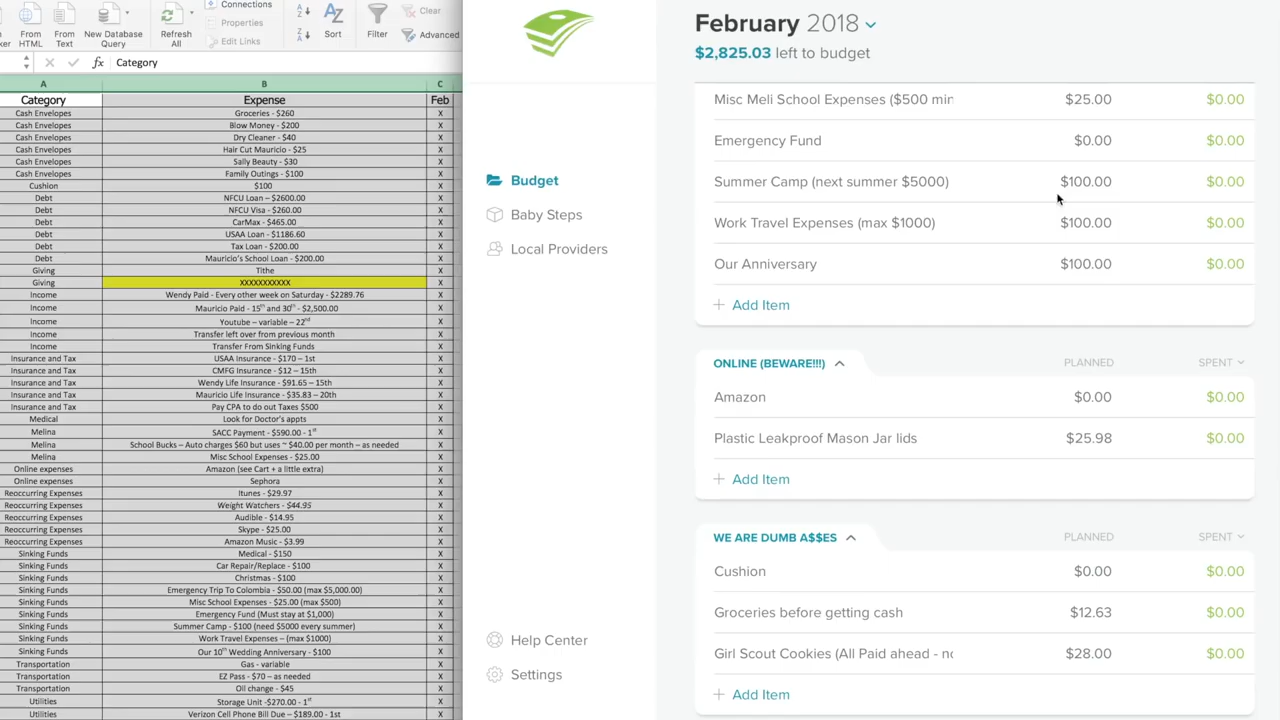 Connections
Clear
Properties
Edit Links
Advanced
From HTML
From Text
New Database Query
Refresh All
Sort
Filter
fx Category
A B C
Category Expense Feb
Cash Envelopes Groceries - $260 X
Cash Envelopes Blow Money - $200 X
Cash Envelopes Dry Cleaner - $40 X
Cash Envelopes Hair Cut Mauricio - $25 X
Cash Envelopes Sally Beauty - $30 X
Cash Envelopes Family Outings - $100 X
Cushion $100 X
Debt NFCU Loan – $2600.00 X
Debt NFCU Visa - $260.00 X
Debt CarMax - $465.00 X
Debt USAA Loan - $1186.60 X
Debt Tax Loan - $200.00 X
Debt Mauricio's School Loan - $200.00 X
Giving Tithe X
Giving XXXXXXXXXXX X
Income Wendy Paid - Every other week on Saturday - $2289.76 X
Income Mauricio Paid - 15th and 30th - $2,500.00 X
Income Youtube – variable – 22nd X
Income Transfer left over from previous month X
Income Transfer From Sinking Funds X
Insurance and Tax USAA Insurance - $170 – 1st X
Insurance and Tax CMFG Insurance - $12 – 15th X
Insurance and Tax Wendy Life Insurance - $91.65 – 15th X
Insurance and Tax Mauricio Life Insurance - $35.83 – 20th X
Insurance and Tax Pay CPA to do out Taxes $500 X
Medical Look for Doctor's appts X
Melina SACC Payment – $590.00 - 1st X
Melina School Bucks – Auto charges $60 but uses ~ $40.00 per month – as needed X
Melina Misc School Expenses - $25.00 X
Online expenses Amazon (see Cart + a little extra) X
Online expenses Sephora X
Reoccurring Expenses Itunes - $29.97 X
Reoccurring Expenses Weight Watchers - $44.95 X
Reoccurring Expenses Audible - $14.95 X
Reoccurring Expenses Skype - $25.00 X
Reoccurring Expenses Amazon Music - $3.99 X
Sinking Funds Medical - $150 X
Sinking Funds Car Repair/Replace - $100 X
Sinking Funds Christmas - $100 X
Sinking Funds Emergency Trip To Colombia - $50.00 (max $5,000.00) X
Sinking Funds Misc School Expenses - $25.00 (max $500) X
Sinking Funds Emergency Fund (Must stay at $1,000) X
Sinking Funds Summer Camp - $100 (need $5000 every summer) X
Sinking Funds Work Travel Expenses – (max $1000) X
Sinking Funds Our 10th Wedding Anniversary - $100 X
Transportation Gas - variable X
Transportation EZ Pass - $70 – as needed X
Transportation Oil change - $45 X
Utilities Storage Unit -$270.00 - 1st X
Utilities Verizon Cell Phone Bill Due – $189.00 - 1st X
Budget
Baby Steps
Local Providers
Help Center
Settings
February 2018
$2,825.03 left to budget
Misc Meli School Expenses ($500 min $25.00 $0.00
Emergency Fund $0.00 $0.00
Summer Camp (next summer $5000) $100.00 $0.00
Work Travel Expenses (max $1000) $100.00 $0.00
Our Anniversary $100.00 $0.00
+ Add Item
ONLINE (BEWARE!!!) PLANNED SPENT
Amazon $0.00 $0.00
Plastic Leakproof Mason Jar lids $25.98 $0.00
+ Add Item
WE ARE DUMB A$$ES PLANNED SPENT
Cushion $0.00 $0.00
Groceries before getting cash $12.63 $0.00
Girl Scout Cookies (All Paid ahead - no $28.00 $0.00
+ Add Item